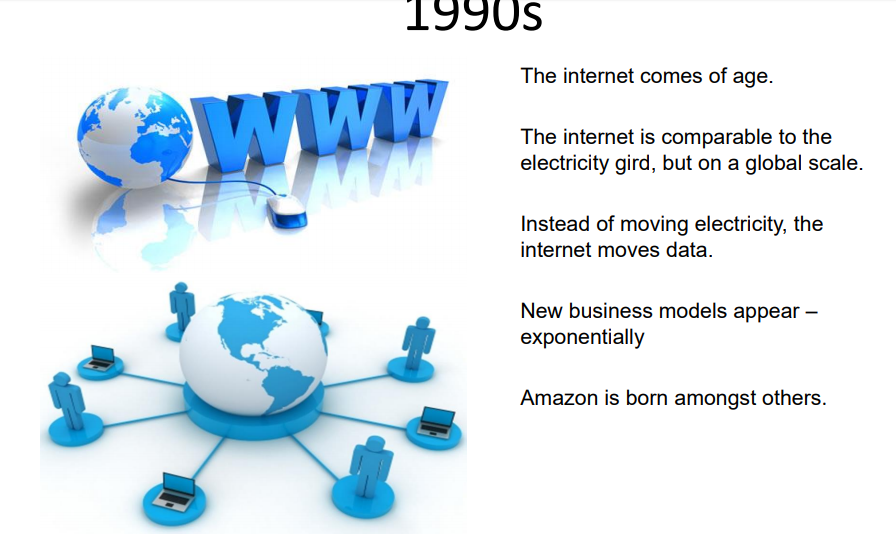 1990s
WWW
The internet comes of age.
The internet is comparable to the
electricity gird, but on a global scale.
Instead of moving electricity, the
internet moves data.
New business models appear –
exponentially
Amazon is born amongst others.